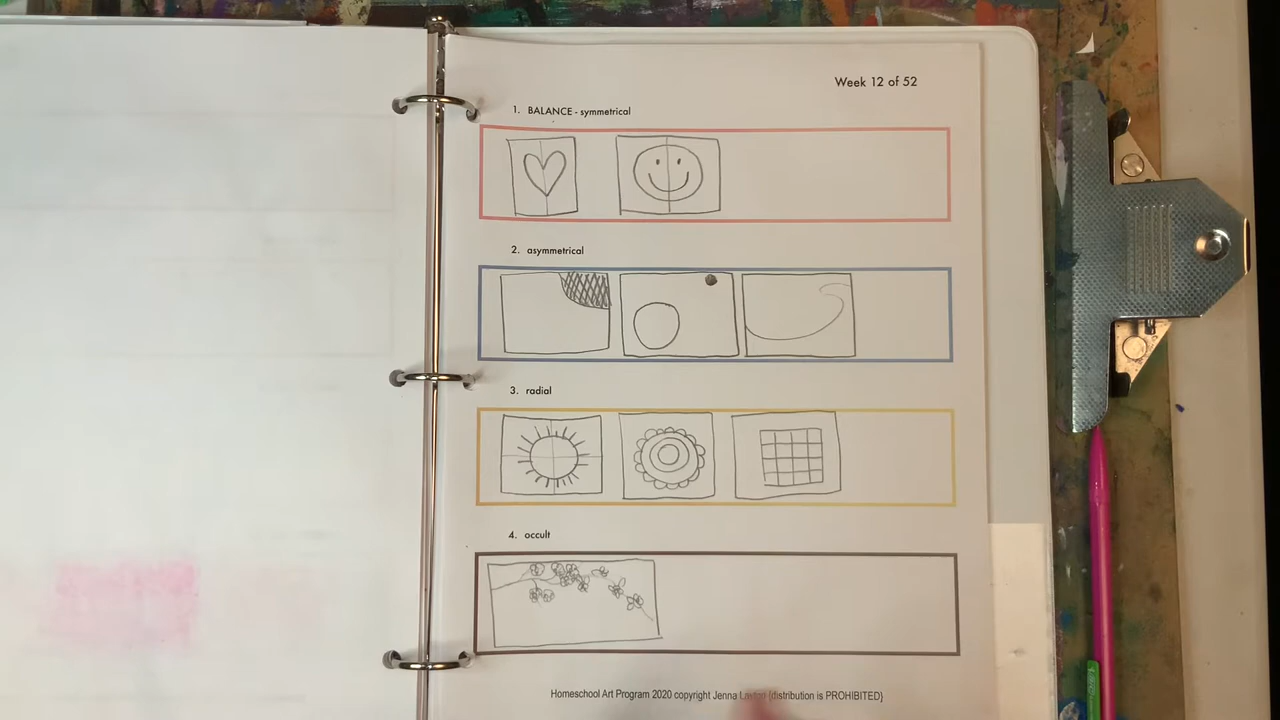 Week 12 of 52
1. BALANCE - symmetrical
2. asymmetrical
3. radial
4. occult
Homeschool Art Program 2020 copyright Jenna {distribution is PROHIBITED}